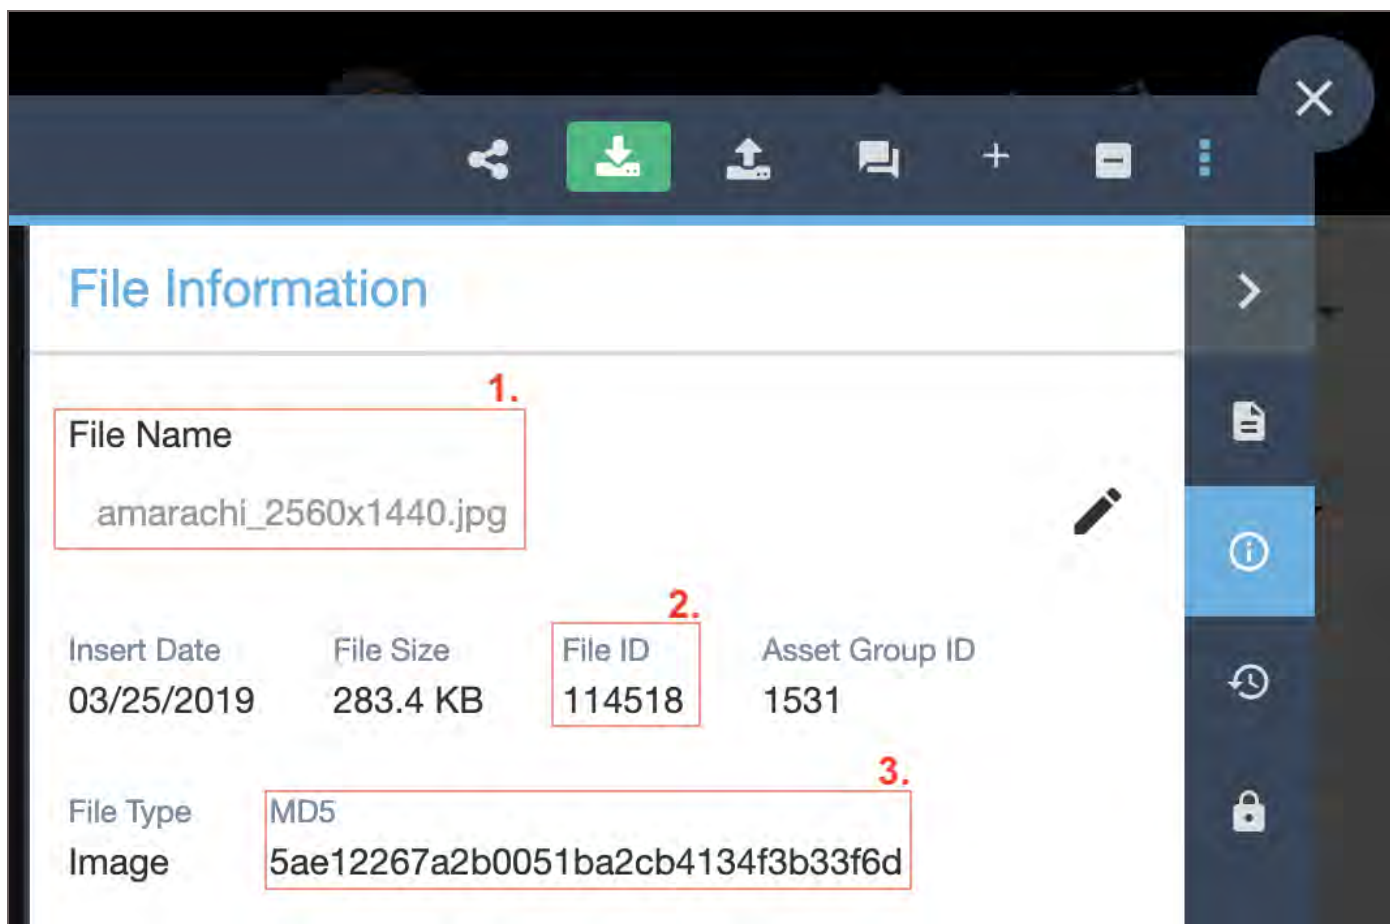 File Information
1.
File Name
amarachi_2560x1440.jpg
2.
Insert Date File Size File ID Asset Group ID
03/25/2019 283.4 KB 114518 1531
3.
File Type MD5
Image 5ae12267a2b0051ba2cb4134f3b33f6d